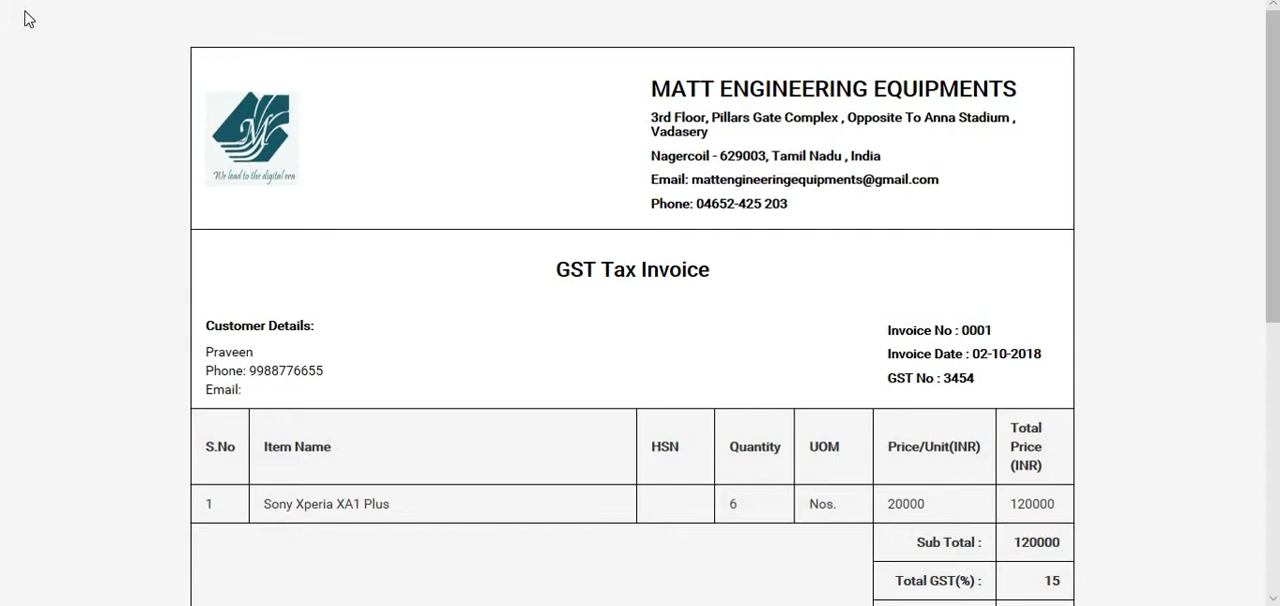 MATT ENGINEERING EQUIPMENTS
3rd Floor, Pillars Gate Complex , Opposite To Anna Stadium ,
Vadasery
Nagercoil - 629003, Tamil Nadu , India
Email: mattengineeringequipments@gmail.com
Phone: 04652-425 203
We lead to the digital era
GST Tax Invoice
Customer Details:
Praveen
Phone: 9988776655
Email:
Invoice No : 0001
Invoice Date : 02-10-2018
GST No : 3454
S.No Item Name HSN Quantity UOM Price/Unit(INR) Total Price (INR)
1 Sony Xperia XA1 Plus 6 Nos. 20000 120000
Sub Total : 120000
Total GST(%) : 15